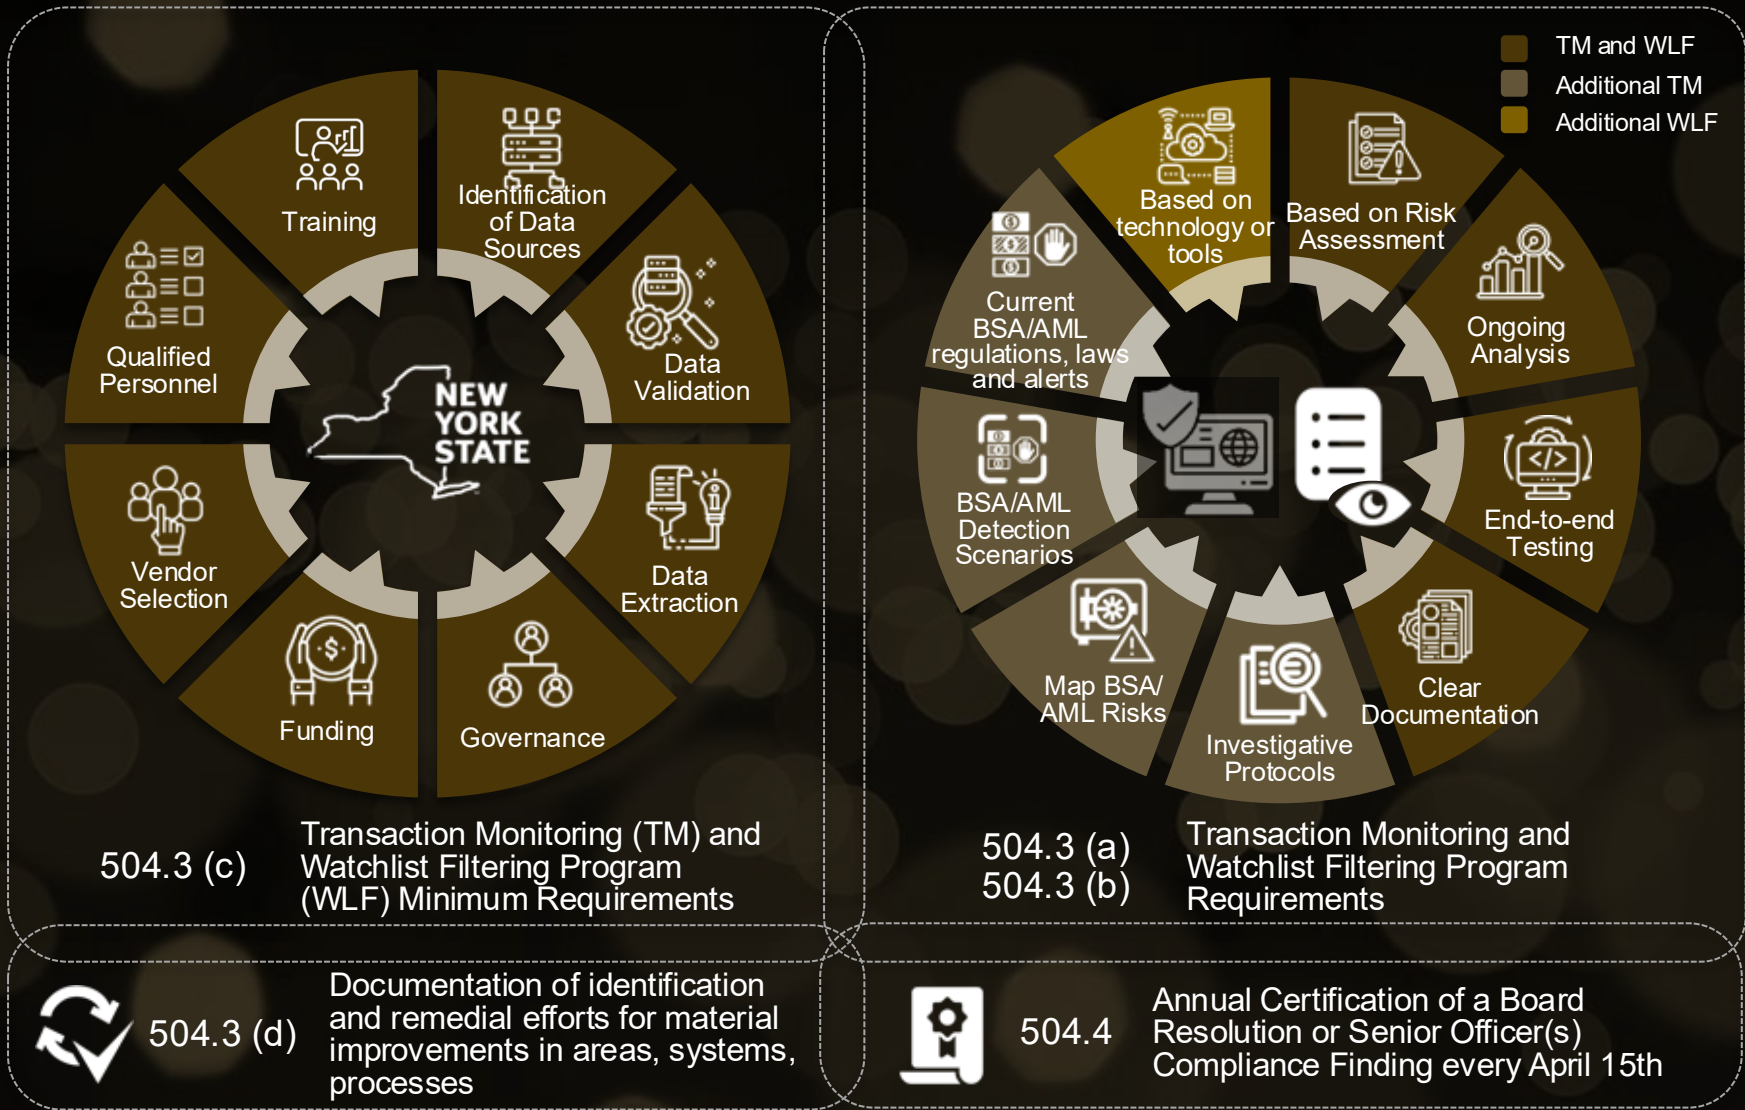 TM and WLF
Additional TM
Additional WLF
Training
Identification
of Data
Sources
Data
Validation
Data
Extraction
Governance
Funding
Vendor
Selection
Qualified
Personnel
NEW
YORK
STATE
504.3 (c)
Transaction Monitoring (TM) and
Watchlist Filtering Program
(WLF) Minimum Requirements
Based on
technology or
tools
Based on Risk
Assessment
Ongoing
Analysis
End-to-end
Testing
Clear
Documentation
Investigative
Protocols
Map BSA/
AML Risks
BSA/AML
Detection
Scenarios
Current
BSA/AML
regulations, laws
and alerts
504.3 (a)
504.3 (b)
Transaction Monitoring and
Watchlist Filtering Program
Requirements
504.3 (d)
Documentation of identification
and remedial efforts for material
improvements in areas, systems,
processes
504.4
Annual Certification of a Board
Resolution or Senior Officer(s)
Compliance Finding every April 15th